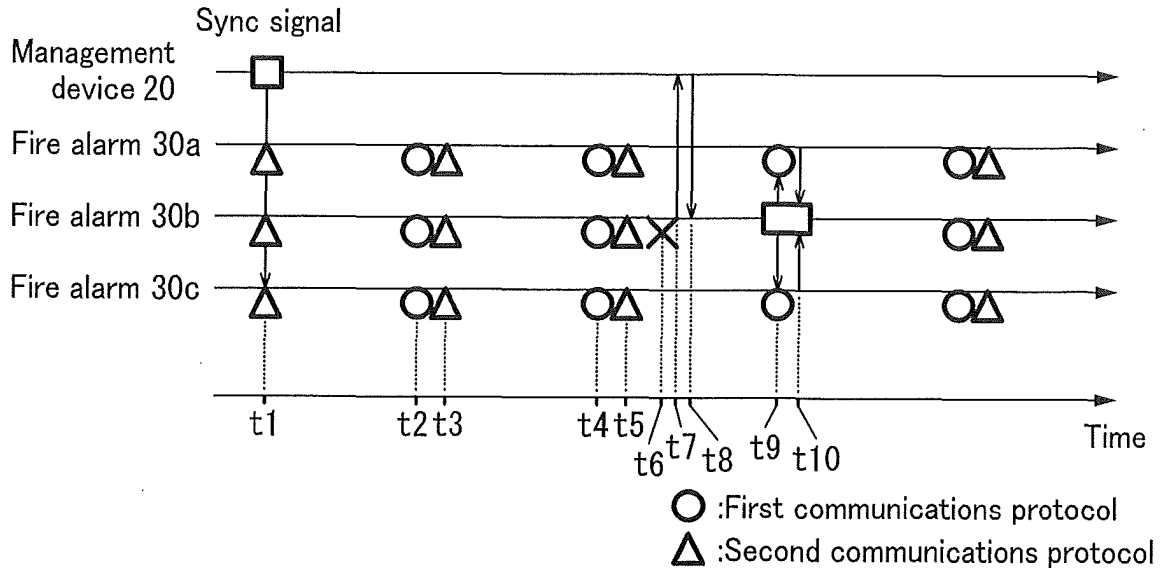 Sync signal
Management
device 20
Fire alarm 30a
Fire alarm 30b
Fire alarm 30c
t1
t2
t3
t4
t5
t6
t7
t8
t9
t10
Time
:First communications protocol
:Second communications protocol